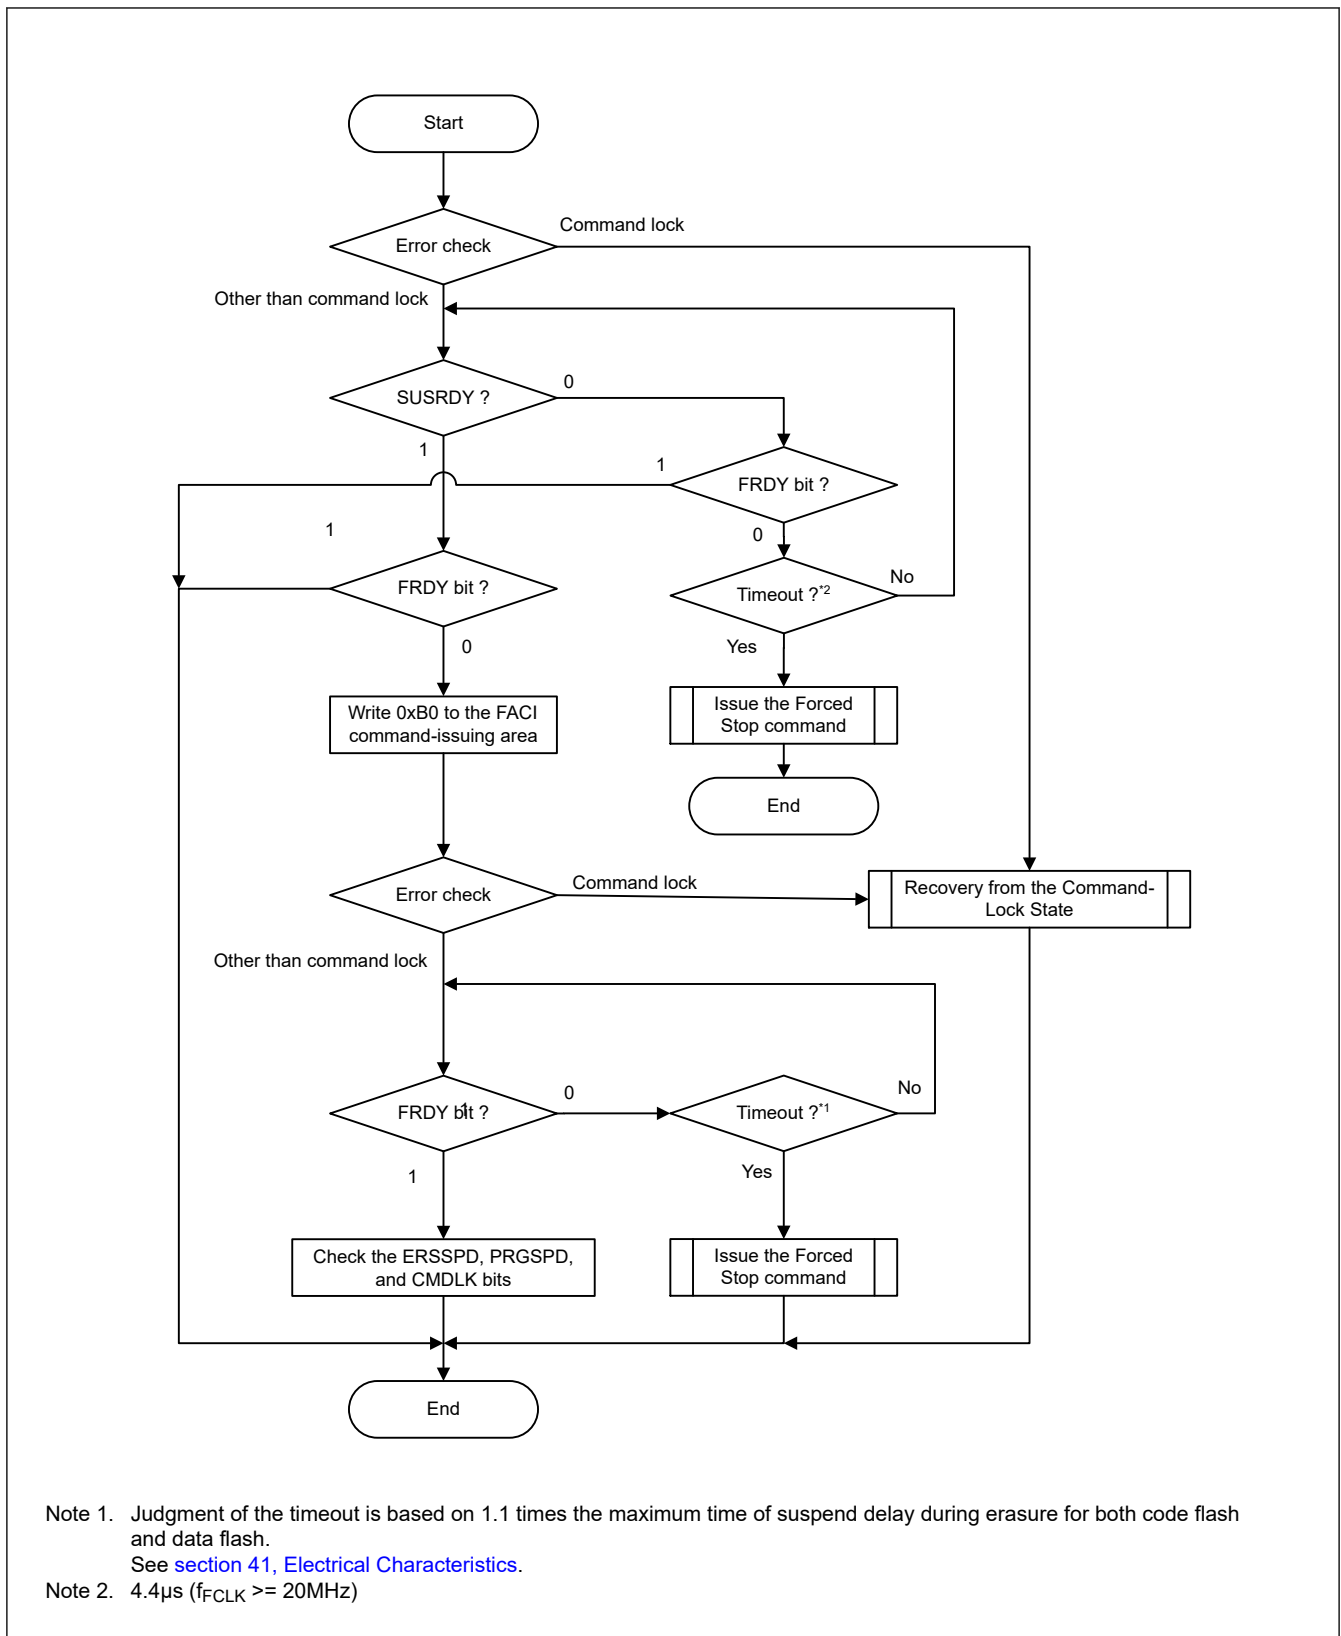 Start
Error check
Command lock
Other than command lock
SUSRDY ?
0
1
1
FRDY bit ?
1
0
FRDY bit ?
Timeout ?*2
No
0
Yes
Write 0xB0 to the FACI
command-issuing area
Issue the Forced
Stop command
End
Error check
Command lock
Recovery from the Command-
Lock State
Other than command lock
FRDY bit ?
1
0
Timeout ?*1
No
1
Yes
Check the ERSSPD, PRGSPD,
and CMDLK bits
Issue the Forced
Stop command
End
Note 1. Judgment of the timeout is based on 1.1 times the maximum time of suspend delay during erasure for both code flash
and data flash.
See section 41, Electrical Characteristics.
Note 2. 4.4µs (fFCLK >= 20MHz)